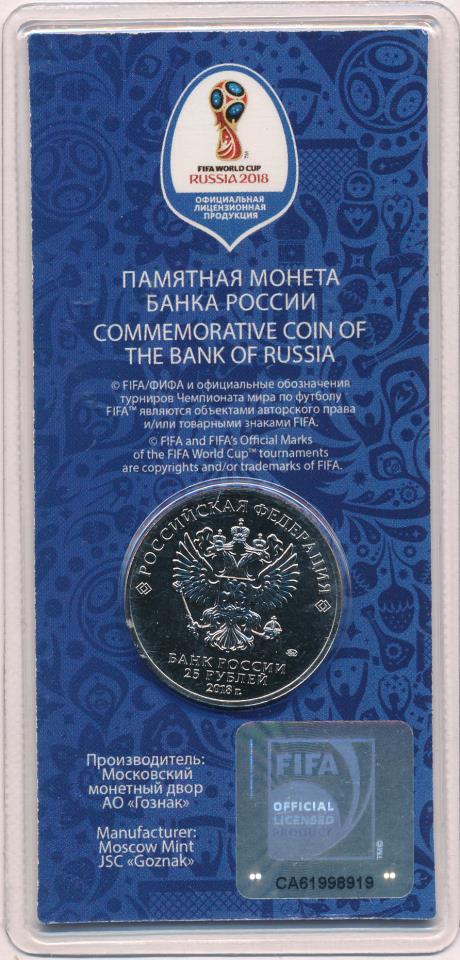 FIFA WORLD CUP
RUSSIA 2018
ОФИЦИАЛЬНАЯ
ЛИЦЕНЗИОННАЯ
ПРОДУКЦИЯ
ПАМЯТНАЯ МОНЕТА
БАНКА РОССИИ
COMMEMORATIVE COIN OF
THE BANK OF RUSSIA
© FIFA/ФИФА и официальные обозначения
турниров Чемпионата мира по футболу
FIFA™ являются объектами авторского права
и/или товарными знаками FIFA.
© FIFA and FIFA's Official Marks
of the FIFA World Cup™ tournaments
are copyrights and/or trademarks of FIFA.
РОССИЙСКАЯ ФЕДЕРАЦИЯ
БАНК РОССИИ
25 РУБЛЕЙ
2018 г.
Производитель:
Московский
монетный двор
АО «Гознак»
Manufacturer:
Moscow Mint
JSC «Goznak»
FIFA
OFFICIAL
LICENSED
PRODUCT
TM©
CA61998919